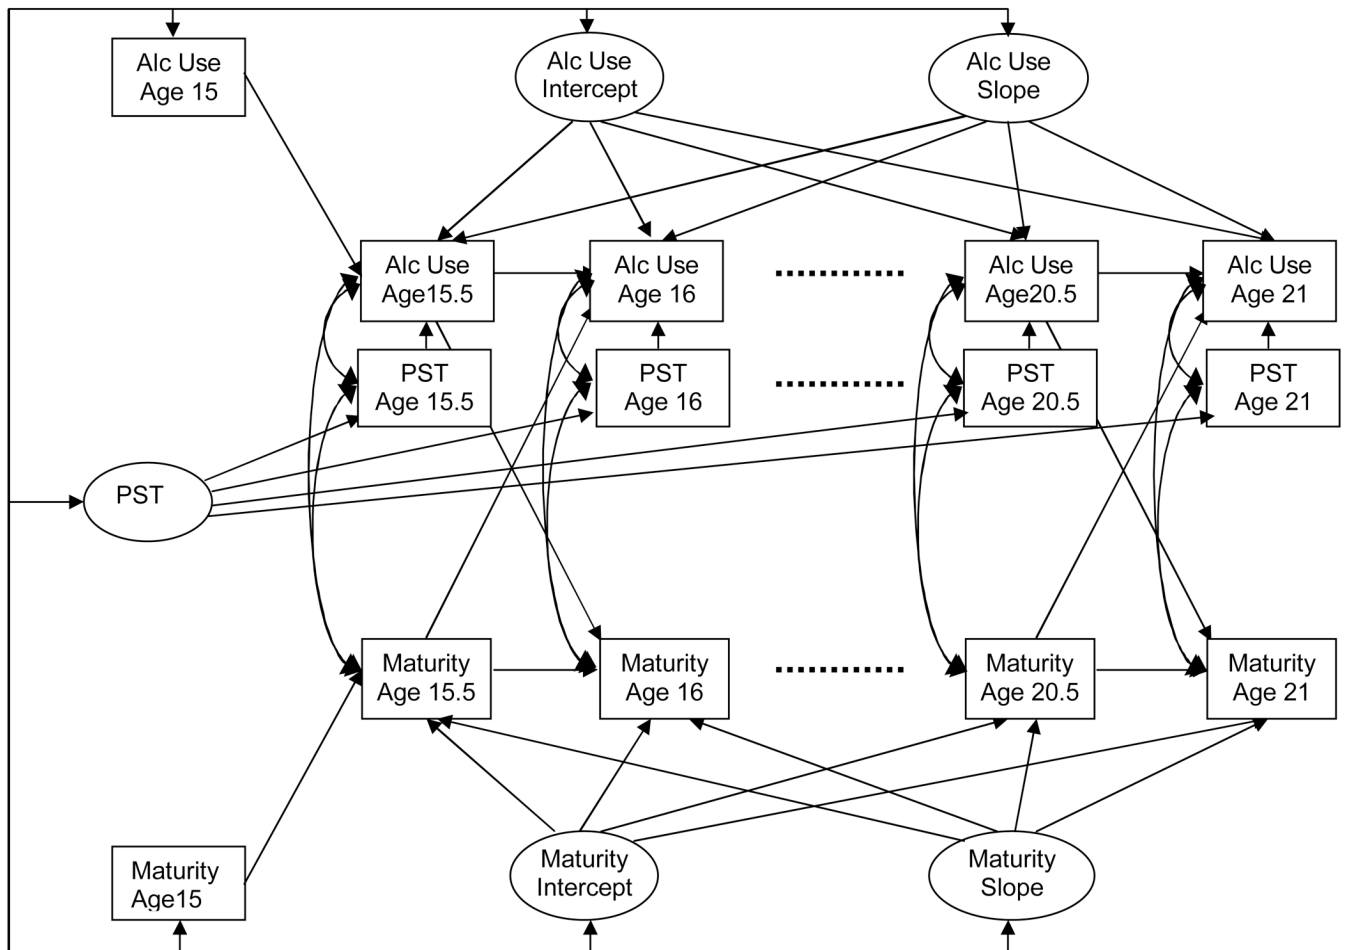 Alc Use
Age 15
Alc Use
Intercept
Alc Use
Slope
Alc Use
Age15.5
Alc Use
Age 16
Alc Use
Age20.5
Alc Use
Age 21
PST
Age 15.5
PST
Age 16
PST
Age 20.5
PST
Age 21
PST
Maturity
Age 15.5
Maturity
Age 16
Maturity
Age 20.5
Maturity
Age 21
Maturity
Age15
Maturity
Intercept
Maturity
Slope